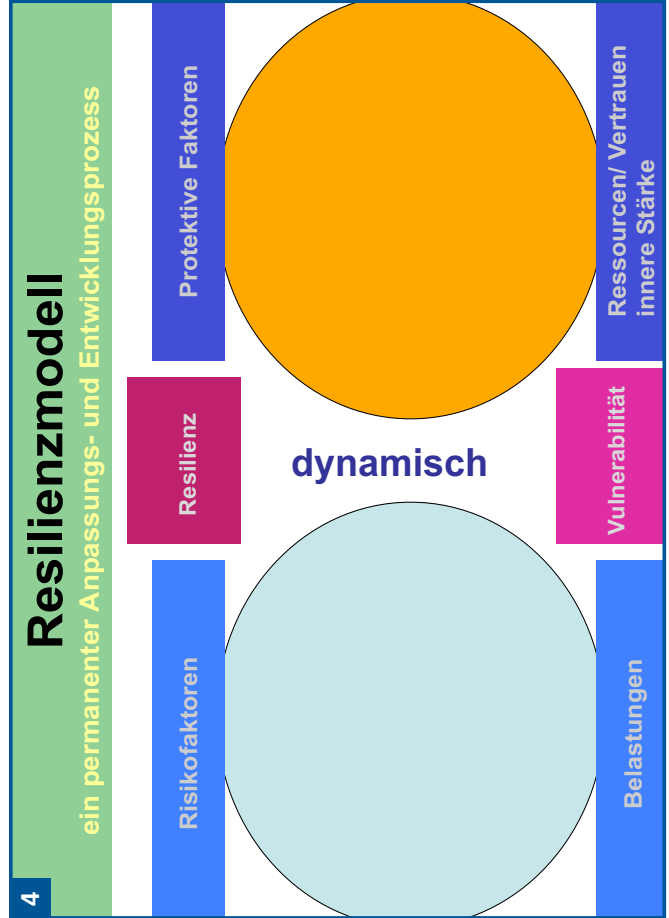 4
Resilienzmodell
ein permanenter Anpassungs- und Entwicklungsprozess
Risikofaktoren
Resilienz
Protektive Faktoren
dynamisch
Belastungen
Vulnerabilität
Ressourcen/ Vertrauen
innere Stärke